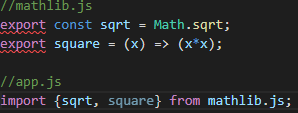 //mathlib.js
export const sqrt = Math.sqrt;
export square = (x) => (x*x);
//app.js
import {sqrt, square} from mathlib.js;